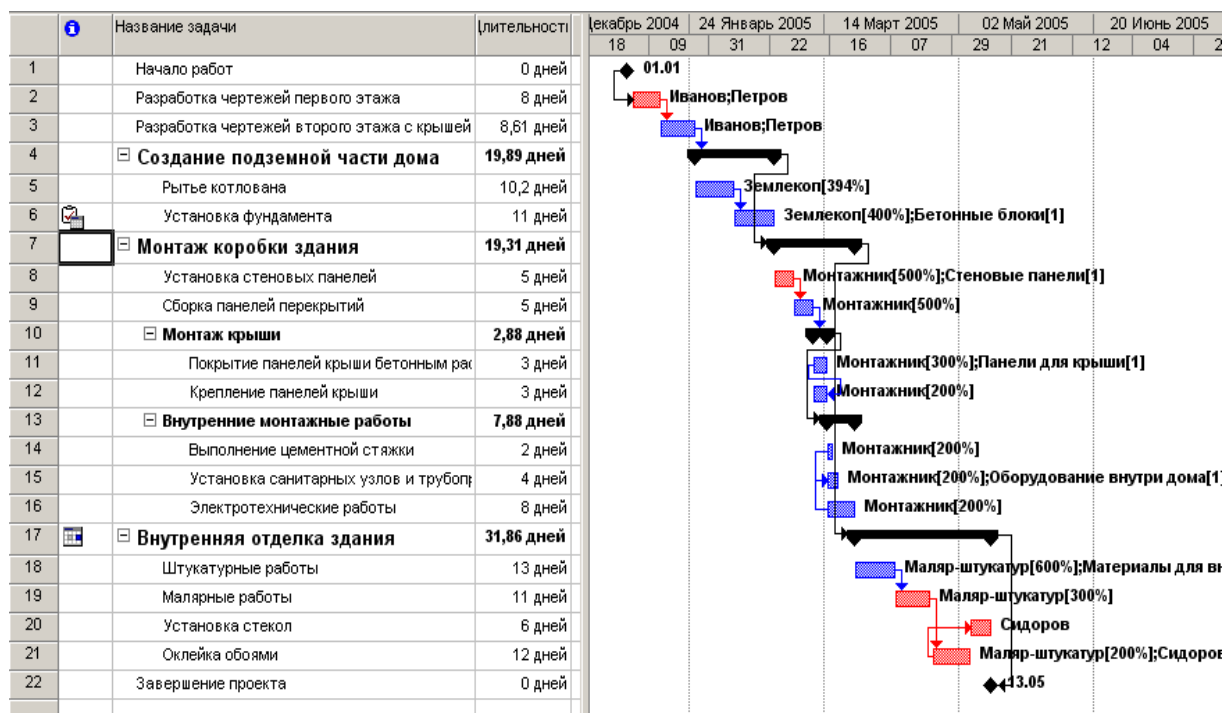 Название задачи Длительность Декабрь 2004 24 Январь 2005 14 Март 2005 02 Май 2005 20 Июнь 2005
18 09 31 22 16 07 29 21 12 04 2
1 Начало работ 0 дней 01.01
2 Разработка чертежей первого этажа 8 дней Иванов;Петров
3 Разработка чертежей второго этажа с крышей 8,61 дней Иванов;Петров
4 Создание подземной части дома 19,89 дней
5 Рытье котлована 10,2 дней Землекоп[394%]
6 Установка фундамента 11 дней Землекоп[400%];Бетонные блоки[1]
7 Монтаж коробки здания 19,31 дней
8 Установка стеновых панелей 5 дней Монтажник[500%];Стеновые панели[1]
9 Сборка панелей перекрытий 5 дней Монтажник[500%]
10 Монтаж крыши 2,88 дней
11 Покрытие панелей крыши бетонным рас 3 дней Монтажник[300%];Панели для крыши[1]
12 Крепление панелей крыши 3 дней Монтажник[200%]
13 Внутренние монтажные работы 7,88 дней
14 Выполнение цементной стяжки 2 дней Монтажник[200%]
15 Установка санитарных узлов и трубопр 4 дней Монтажник[200%];Оборудование внутри дома[1]
16 Электротехнические работы 8 дней Монтажник[200%]
17 Внутренняя отделка здания 31,86 дней
18 Штукатурные работы 13 дней Маляр-штукатур[600%];Материалы для вн
19 Малярные работы 11 дней Маляр-штукатур[300%]
20 Установка стекол 6 дней Сидоров
21 Оклейка обоями 12 дней Маляр-штукатур[200%];Сидоров
22 Завершение проекта 0 дней 13.05